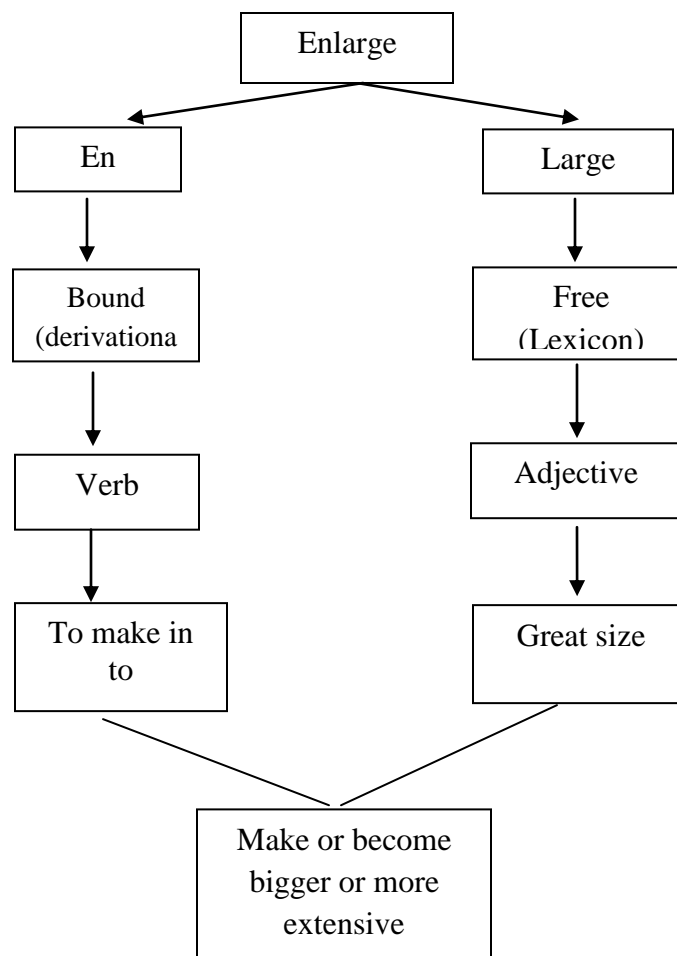 Enlarge
En
Large
Bound
(derivationa
Free
(Lexicon)
Verb
Adjective
To make in
to
Great size
Make or become
bigger or more
extensive